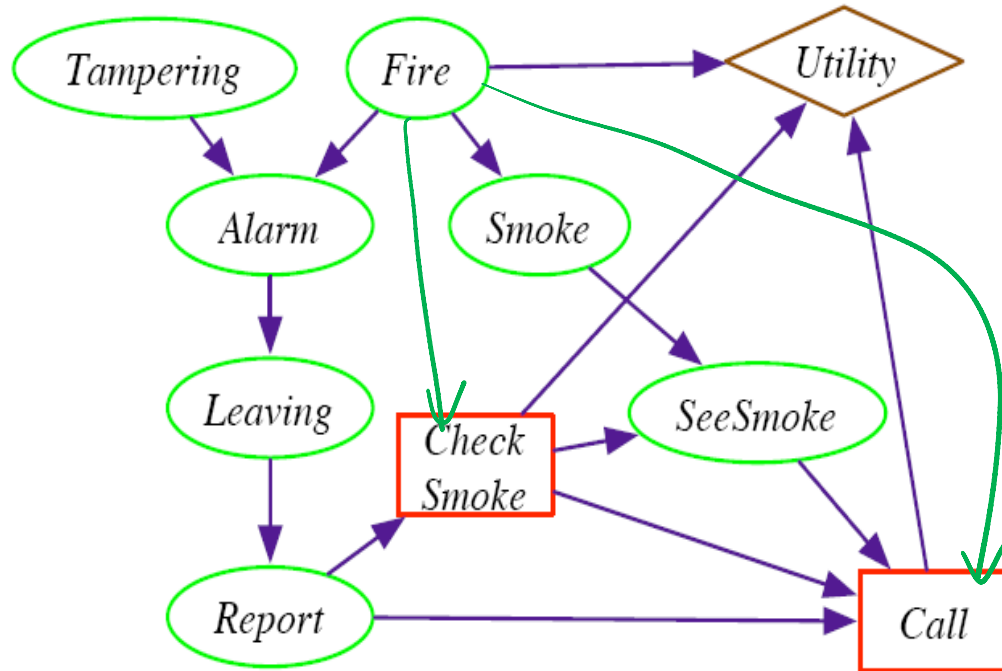 Tampering
Fire
Utility
Alarm
Smoke
Leaving
Check
Smoke
SeeSmoke
Report
Call